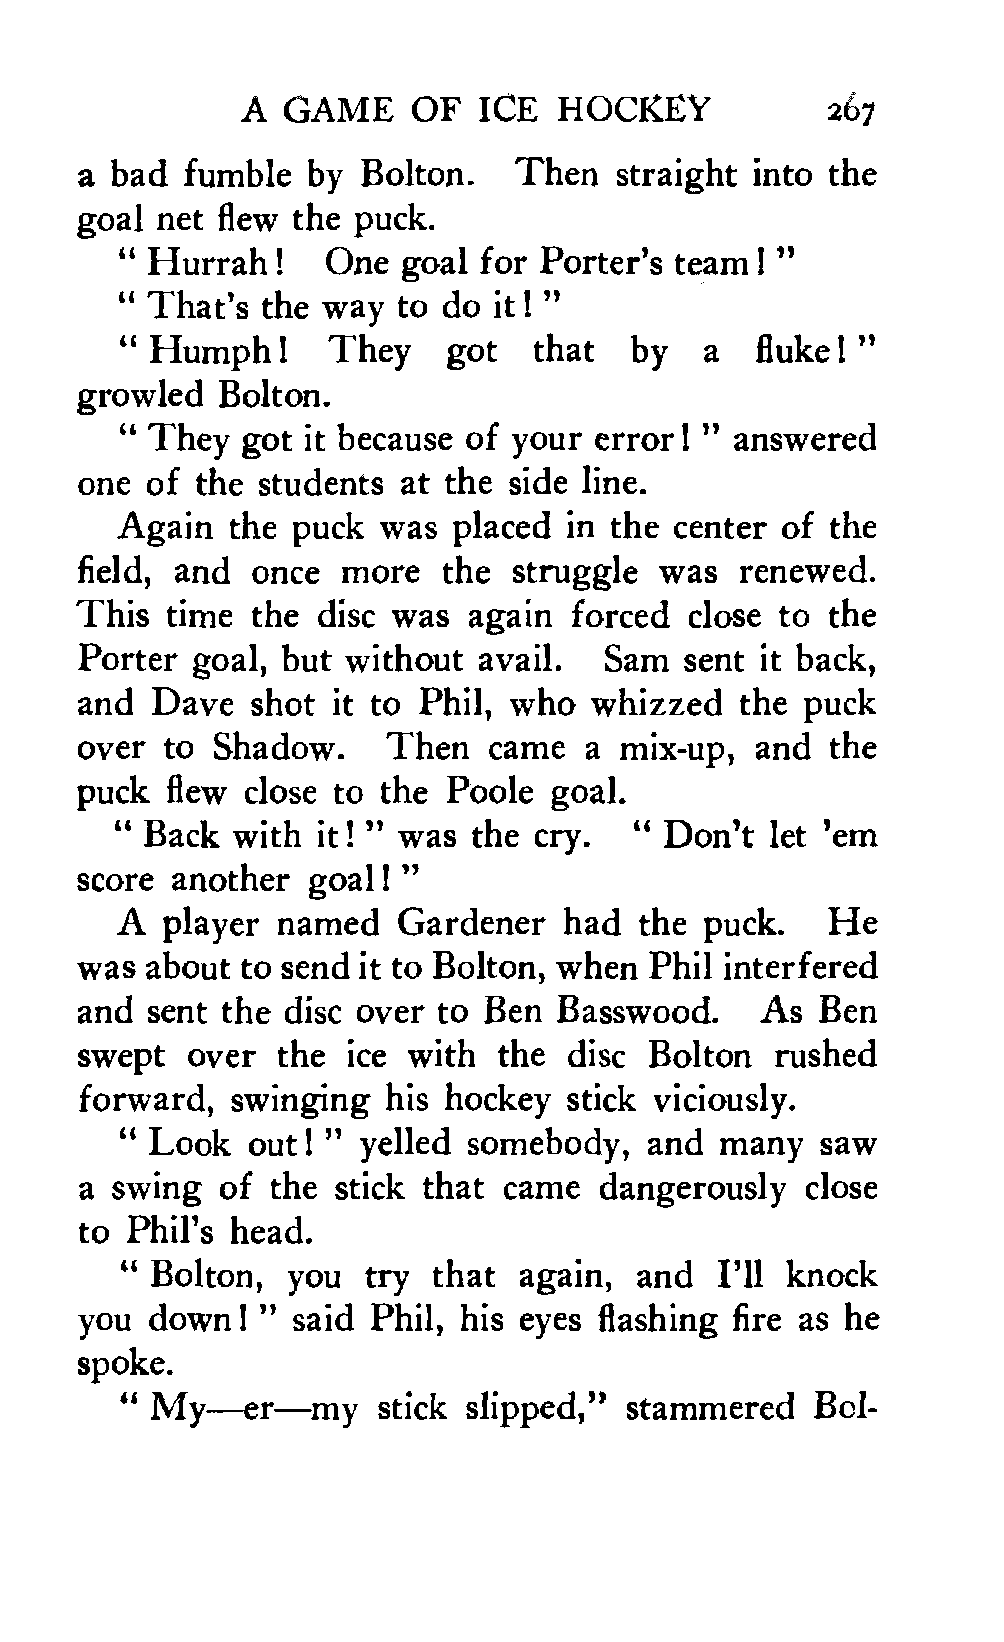 A GAME OF ICE HOCKEY 267
a bad fumble by Bolton. Then straight into the
goal net flew the puck.
“ Hurrah ! One goal for Porter’s team ! ”
“ That’s the way to do it ! ”
“ Humph ! They got that by a fluke ! ”
growled Bolton.
“ They got it because of your error ! ” answered
one of the students at the side line.
Again the puck was placed in the center of the
field, and once more the struggle was renewed.
This time the disc was again forced close to the
Porter goal, but without avail. Sam sent it back,
and Dave shot it to Phil, who whizzed the puck
over to Shadow. Then came a mix-up, and the
puck flew close to the Poole goal.
“ Back with it ! ” was the cry. “ Don’t let ’em
score another goal ! ”
A player named Gardener had the puck. He
was about to send it to Bolton, when Phil interfered
and sent the disc over to Ben Basswood. As Ben
swept over the ice with the disc Bolton rushed
forward, swinging his hockey stick viciously.
“ Look out ! ” yelled somebody, and many saw
a swing of the stick that came dangerously close
to Phil’s head.
“ Bolton, you try that again, and I’ll knock
you down ! ” said Phil, his eyes flashing fire as he
spoke.
“ My—er—my stick slipped,” stammered Bol-